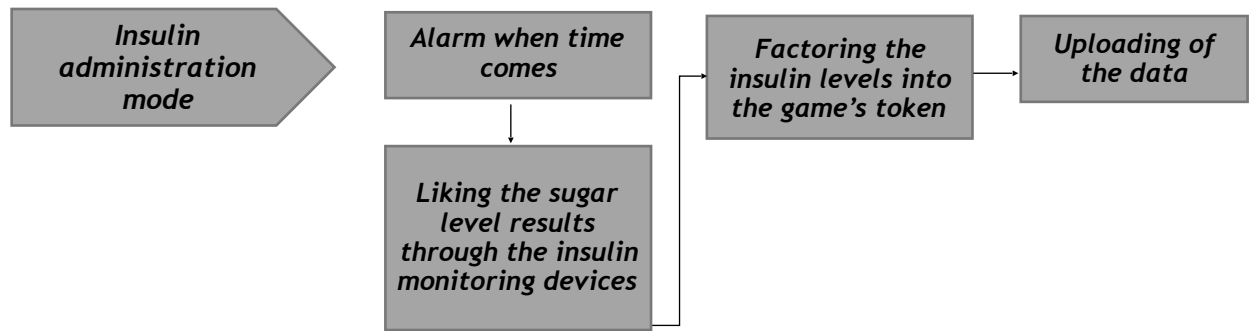 Insulin
administration
mode
Alarm when time
comes
Liking the sugar
level results
through the insulin
monitoring devices
Factoring the
insulin levels into
the game’s token
Uploading of
the data